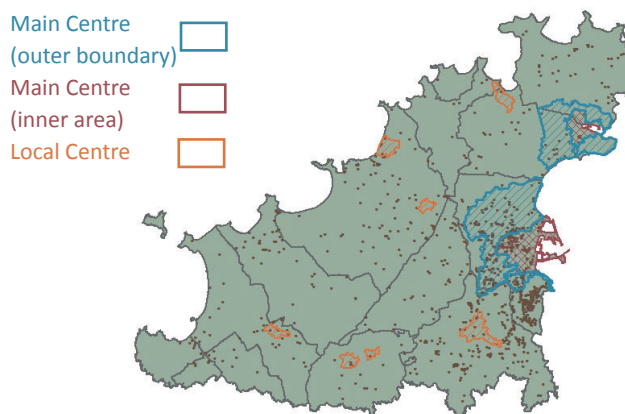 Main Centre
(outer boundary)
Main Centre
(inner area)
Local Centre